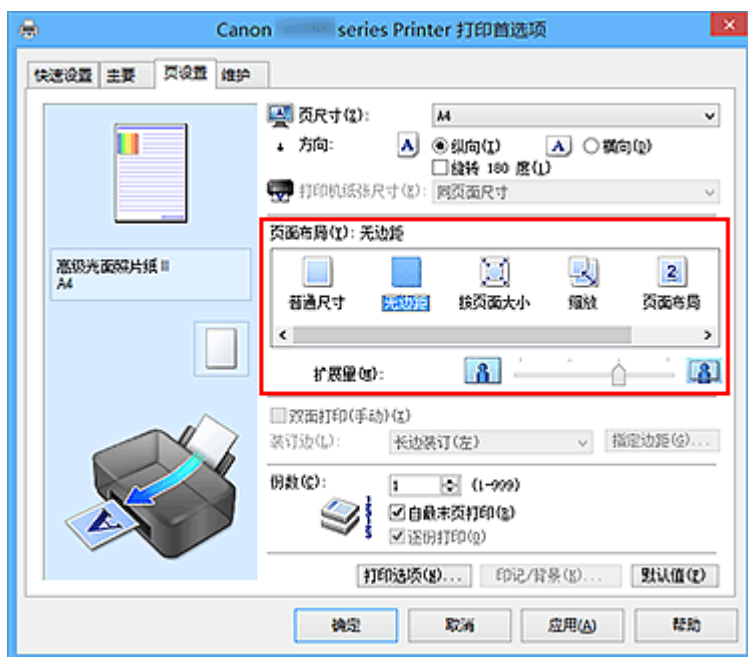 Canon series Printer 打印首选项
快速设置 主要 页设置 维护
页尺寸(Z): A4
方向: A 纵向(T) A 横向(D)
旋转 180 度(L)
打印机纸张尺寸(E): 同页面尺寸
页面布局(Y): 无边距
普通尺寸 无边距 按页面大小 缩放 页面布局
2
扩展量(M):
高级光面照片纸 II
A4
双面打印(手动)(X)
装订边(L): 长边装订(左) 指定边距(G)...
份数(C): 1 (1-999)
自最末页打印(B)
逐份打印(O)
打印选项(N)... 印记/背景(K)... 默认值(F)
确定 取消 应用(A) 帮助